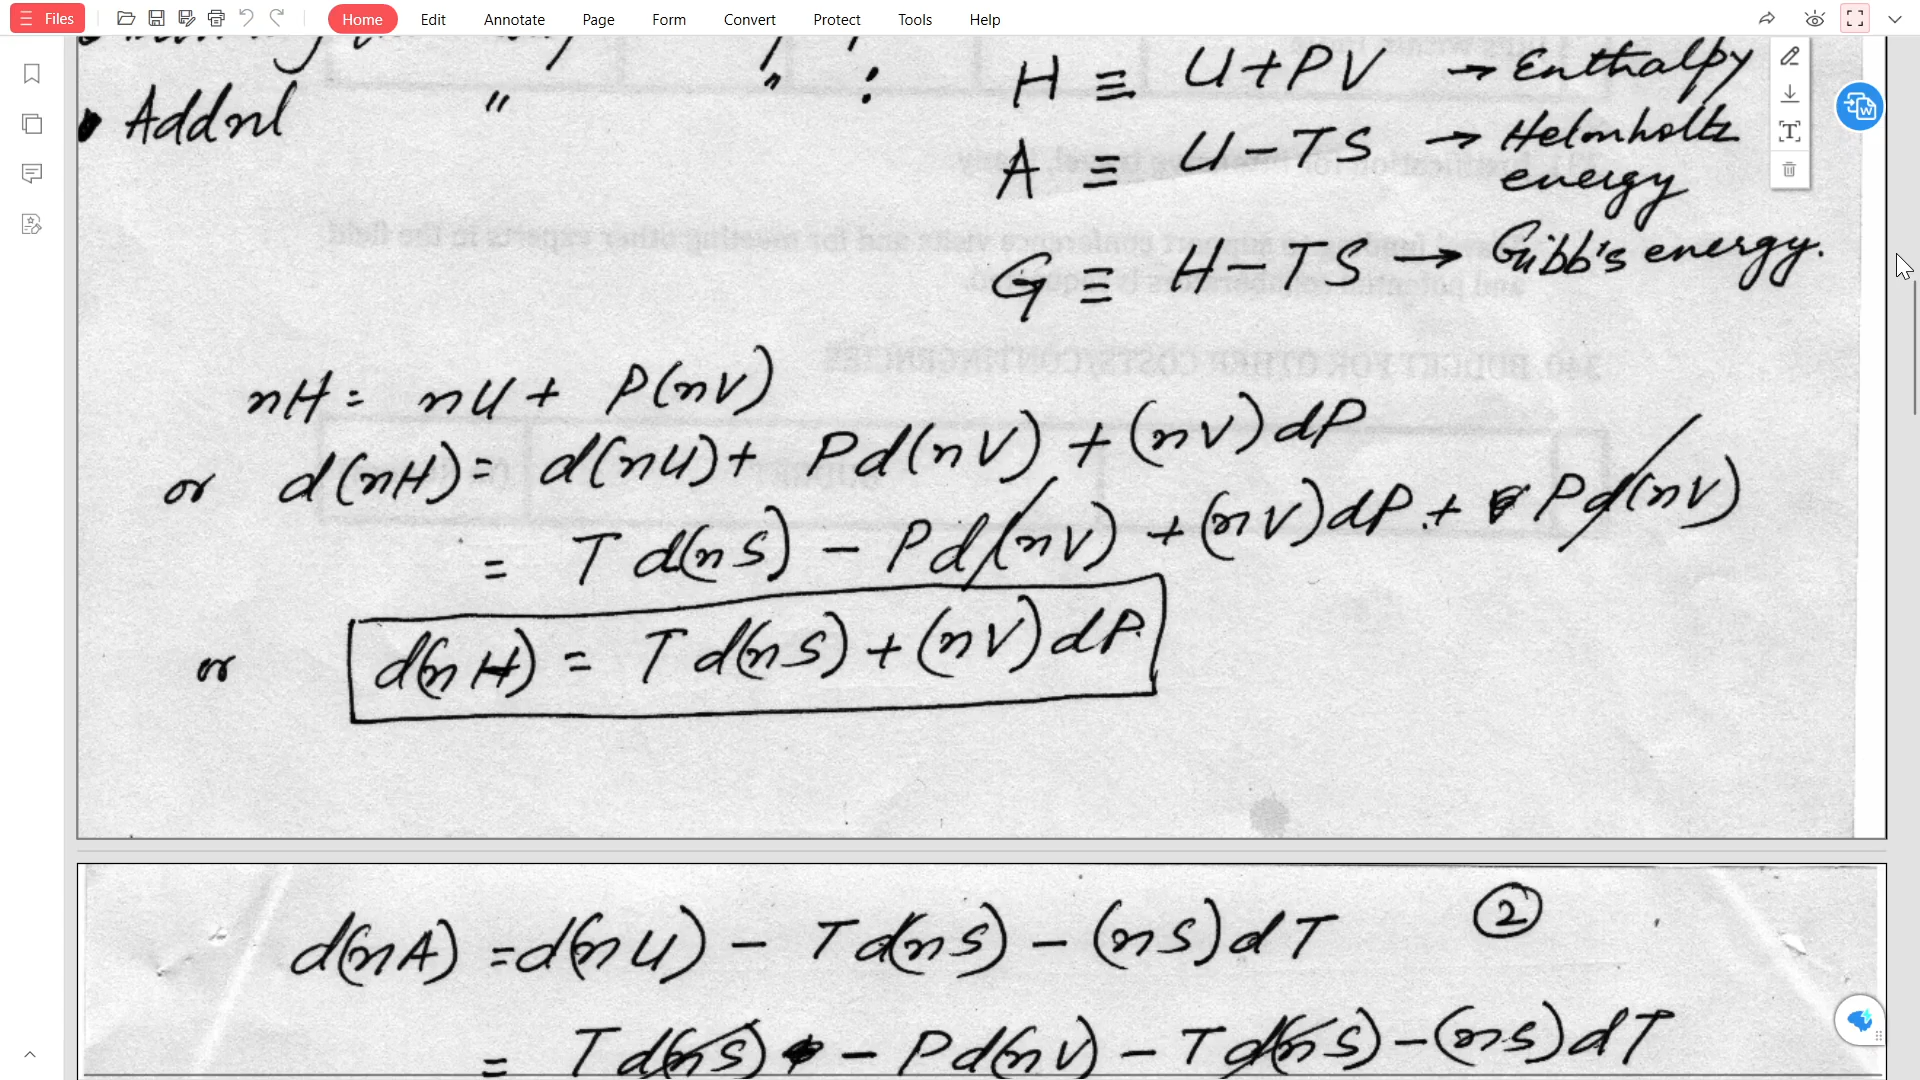 Files Home Edit Annotate Page Form Convert Protect Tools Help
H ≡ U+PV → Enthalpy
• Addnl " " :
A ≡ U-TS → Helmholtz
energy
G ≡ H-TS → Gibb's energy.
nH = nU + P(nV)
or d(nH) = d(nU) + Pd(nV) + (nV)dP
= Td(nS) - Pd(nV) + (nV)dP + Pd(nV)
or d(nH) = Td(nS) + (nV)dP.
d(nA) = d(nU) - Td(nS) - (nS)dT ②
= Td(nS) - Pd(nV) - Td(nS) - (nS)dT